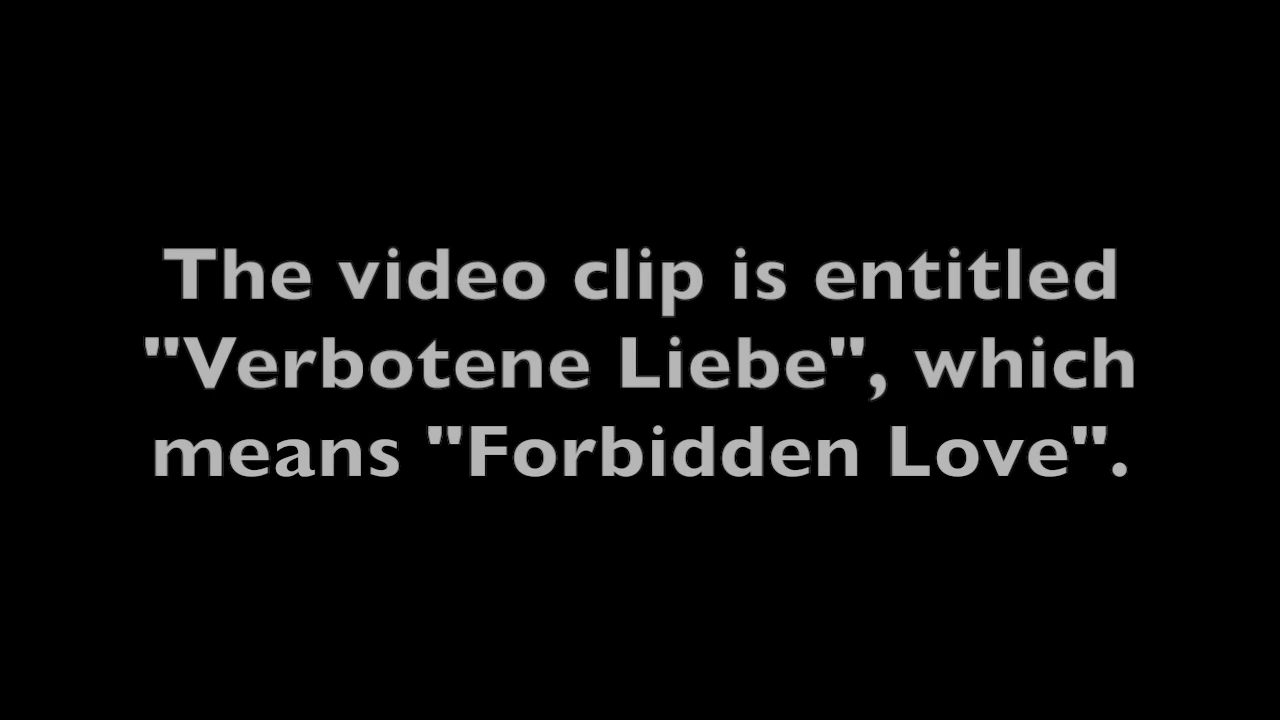 The video clip is entitled
"Verbotene Liebe", which
means "Forbidden Love".